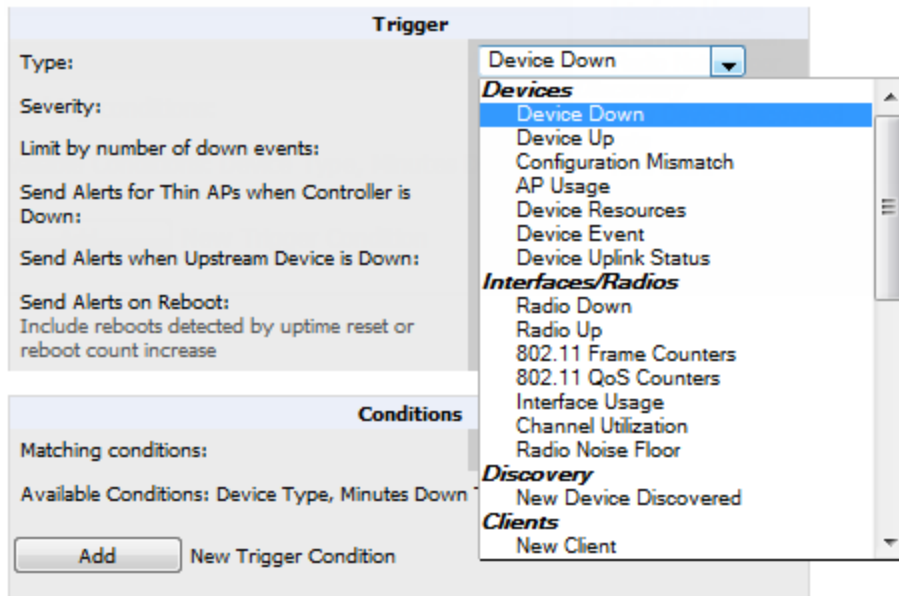 Trigger
Type:
Device Down
Severity:
Limit by number of down events:
Send Alerts for Thin APs when Controller is
Down:
Send Alerts when Upstream Device is Down:
Send Alerts on Reboot:
Include reboots detected by uptime reset or
reboot count increase
Devices
Device Down
Device Up
Configuration Mismatch
AP Usage
Device Resources
Device Event
Device Uplink Status
Interfaces/Radios
Radio Down
Radio Up
802.11 Frame Counters
802.11 QoS Counters
Interface Usage
Channel Utilization
Radio Noise Floor
Discovery
New Device Discovered
Clients
New Client
Conditions
Matching conditions:
Available Conditions: Device Type, Minutes Down
Add
New Trigger Condition